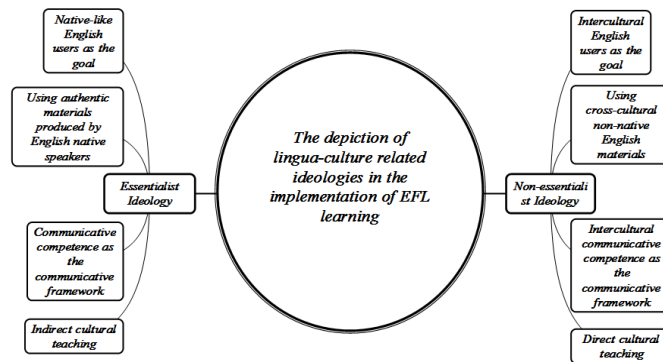 Native-like
English
users as the
goal
Using authentic
materials
produced by
English native
speakers
Essentialist
Ideology
Communicative
competence as
the
communicative
framework
Indirect cultural
teaching
The depiction of
lingua-culture related
ideologies in the
implementation of EFL
learning
Intercultural
English
users as the
goal
Using
cross-cultural
non-native
English
materials
Non-essentiali
st Ideology
Intercultural
communicative
competence as
the
communicative
framework
Direct cultural
teaching